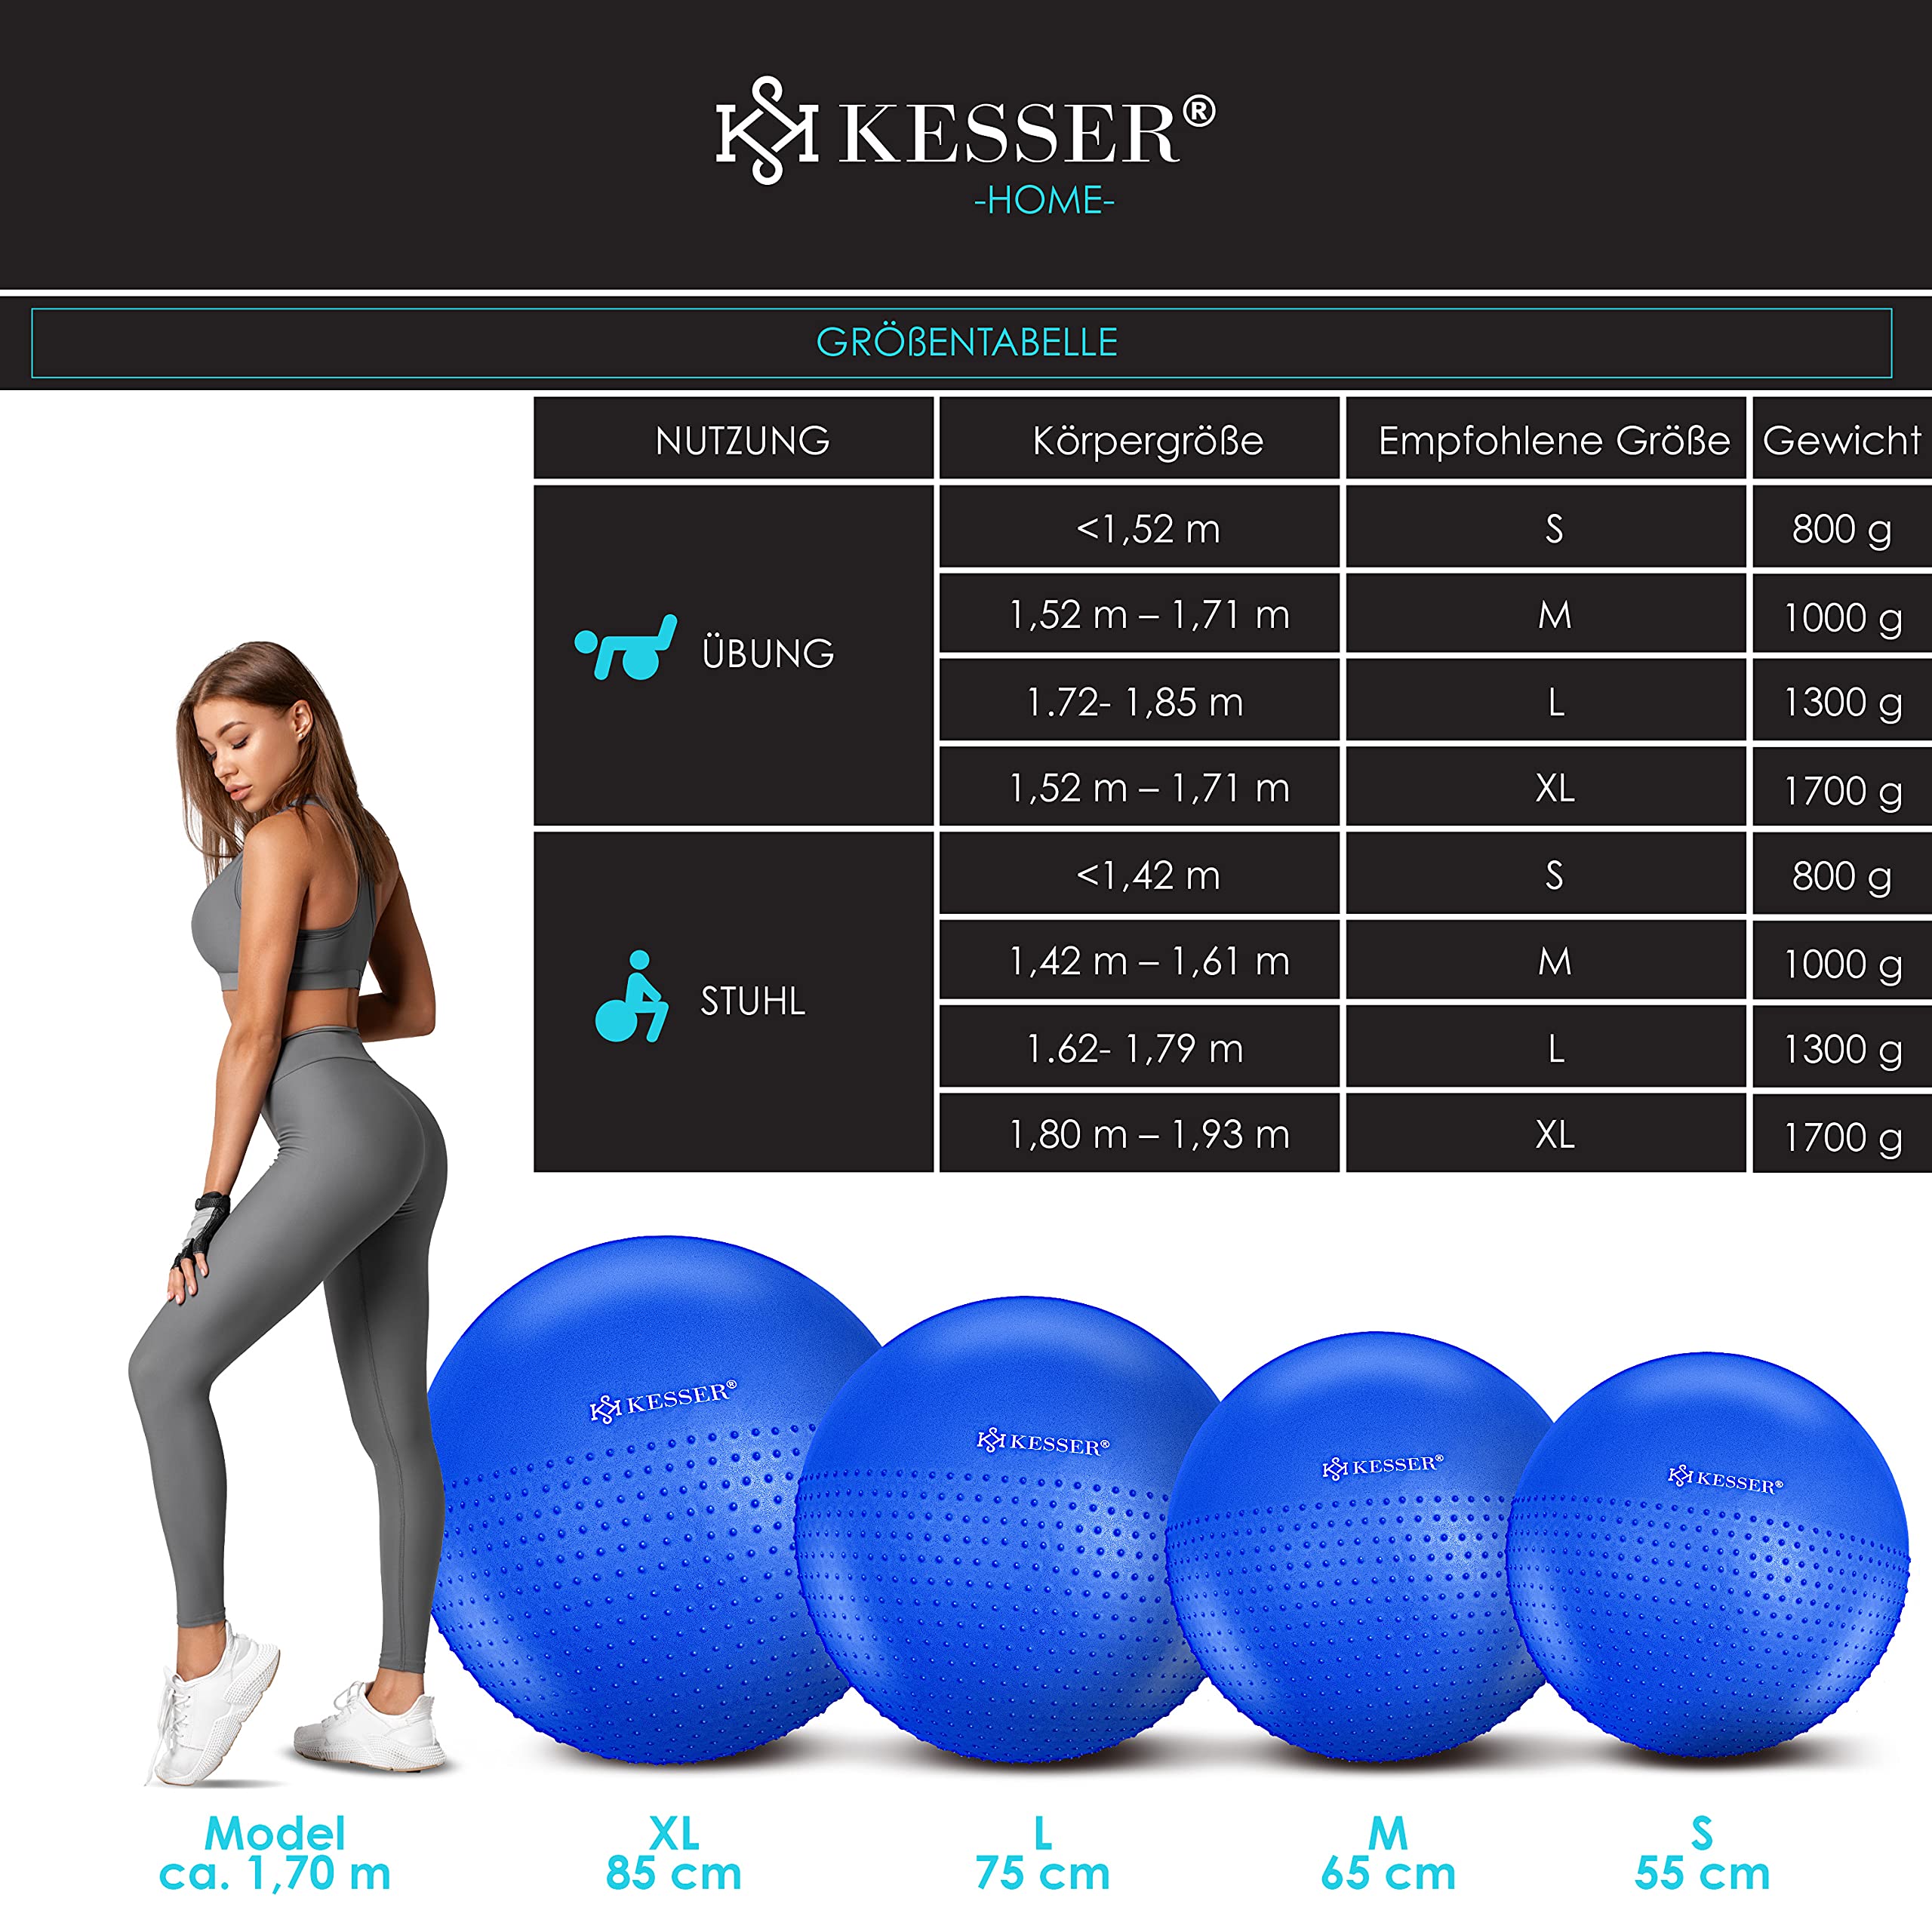 KESSER®
-HOME-
GRÖßENTABELLE
NUTZUNG Körpergröße Empfohlene Größe Gewicht
ÜBUNG
<1,52 m S 800 g
1,52 m – 1,71 m M 1000 g
1.72- 1,85 m L 1300 g
1,52 m – 1,71 m XL 1700 g
STUHL
<1,42 m S 800 g
1,42 m – 1,61 m M 1000 g
1.62- 1,79 m L 1300 g
1,80 m – 1,93 m XL 1700 g
KESSER®
KESSER®
KESSER®
KESSER®
Model XL L M S
ca. 1,70 m 85 cm 75 cm 65 cm 55 cm